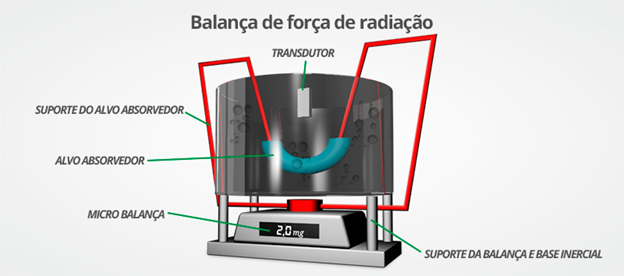 Balança de força de radiação
TRANSDUTOR
SUPORTE DO ALVO ABSORVEDOR
ALVO ABSORVEDOR
MICRO BALANÇA
2,0 mg
SUPORTE DA BALANÇA E BASE INERCIAL